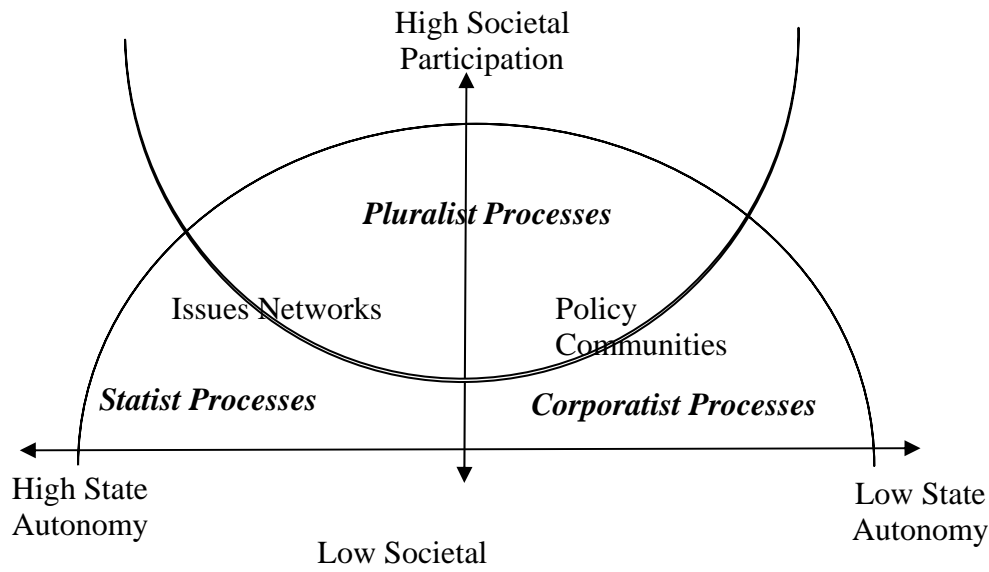 High Societal
Participation
Pluralist Processes
Issues Networks
Policy
Communities
Statist Processes
Corporatist Processes
High State
Autonomy
Low State
Autonomy
Low Societal